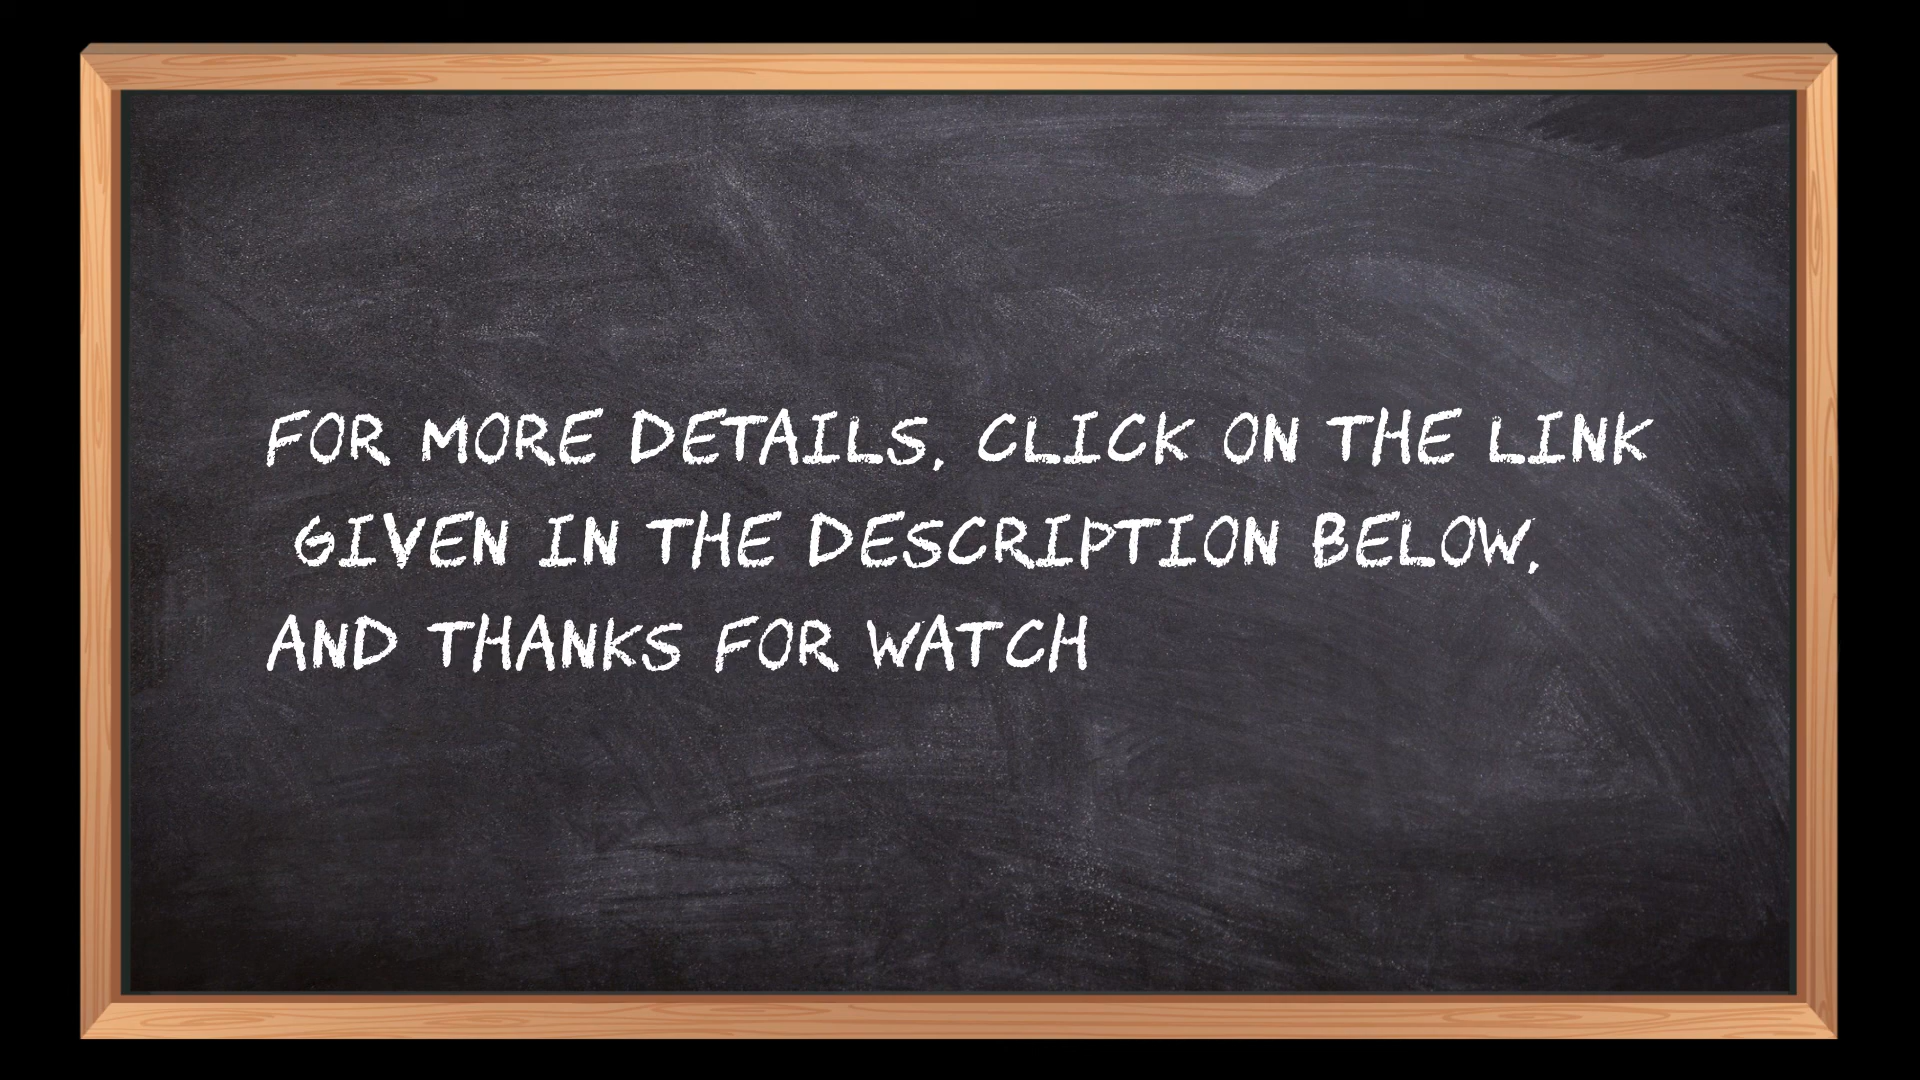 FOR MORE DETAILS, CLICK ON THE LINK
GIVEN IN THE DESCRIPTION BELOW,
AND THANKS FOR WATCH